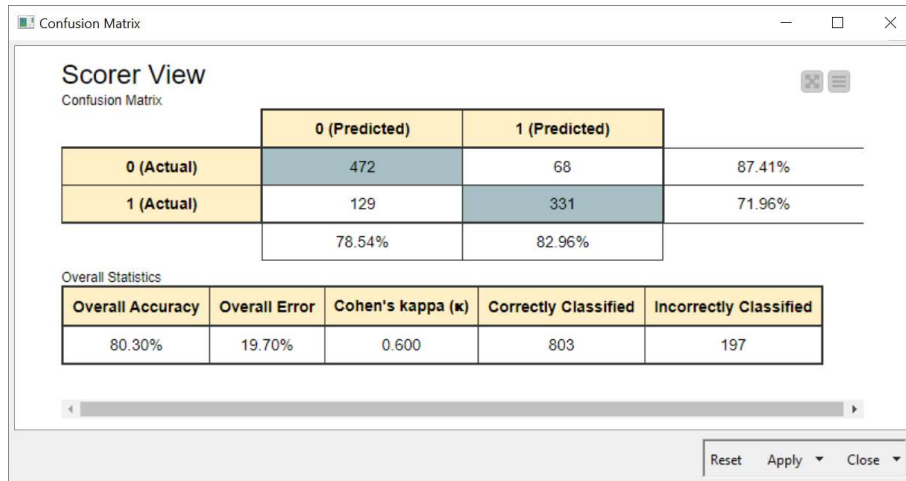 Confusion Matrix
Scorer View
Confusion Matrix
0 (Predicted) 1 (Predicted)
0 (Actual) 472 68 87.41%
1 (Actual) 129 331 71.96%
78.54% 82.96%
Overall Statistics
Overall Accuracy Overall Error Cohen's kappa (κ) Correctly Classified Incorrectly Classified
80.30% 19.70% 0.600 803 197
Reset Apply Close